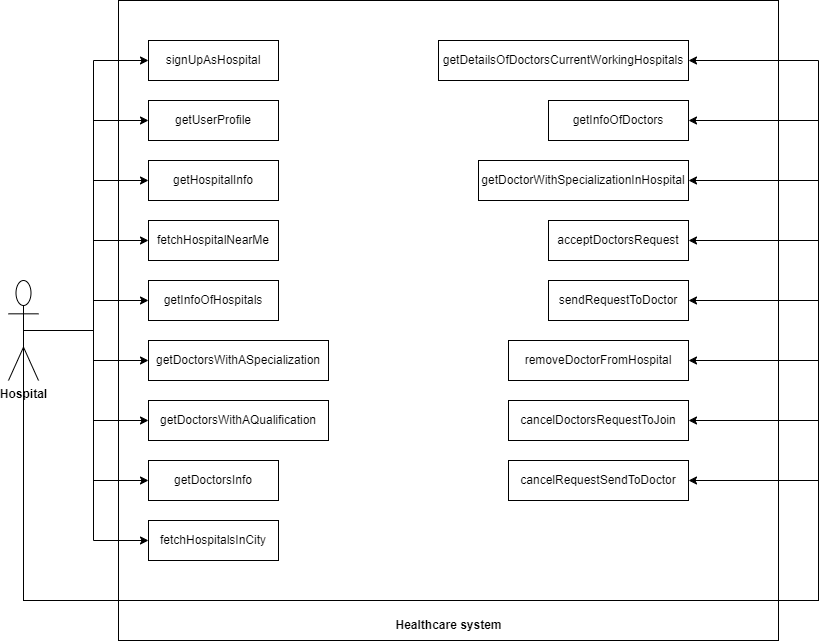 signUpAsHospital
getUserProfile
getHospitalInfo
fetchHospitalNearMe
getInfoOfHospitals
getDoctorsWithASpecialization
getDoctorsWithAQualification
getDoctorsInfo
fetchHospitalsInCity
getDetailsOfDoctorsCurrentWorkingHospitals
getInfoOfDoctors
getDoctorWithSpecializationInHospital
acceptDoctorsRequest
sendRequestToDoctor
removeDoctorFromHospital
cancelDoctorsRequestToJoin
cancelRequestSendToDoctor
Hospital
Healthcare system